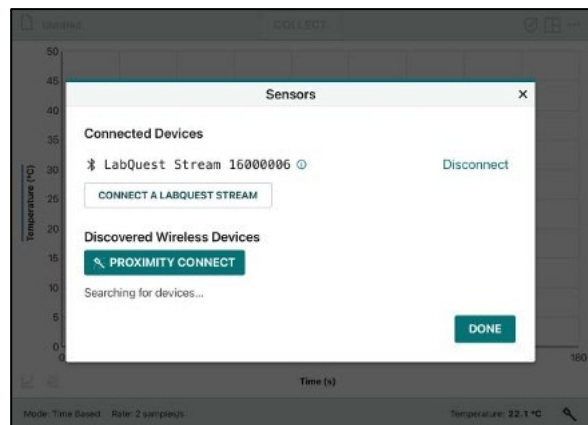 Untitled
COLLECT
50
45
40
35
30
25
20
15
10
5
0
Temperature (°C)
Sensors
×
Connected Devices
LabQuest Stream 16000006
Disconnect
CONNECT A LABQUEST STREAM
Discovered Wireless Devices
PROXIMITY CONNECT
Searching for devices...
DONE
0
180
Time (s)
Mode: Time Based Rate: 2 samples/s
Temperature: 22.1 °C